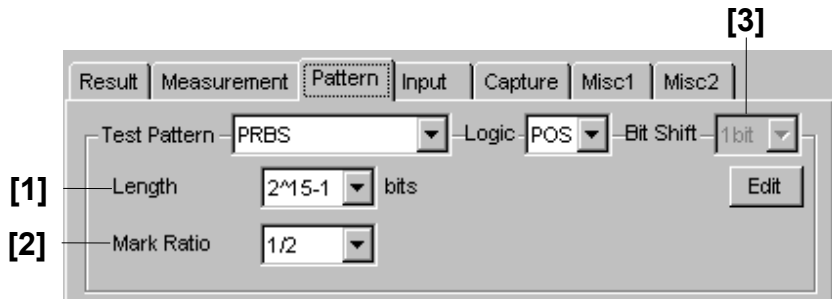 [3]
Result Measurement Pattern Input Capture Misc1 Misc2
Test Pattern PRBS Logic POS Bit Shift 1bit
[1] Length 2^15-1 bits Edit
[2] Mark Ratio 1/2